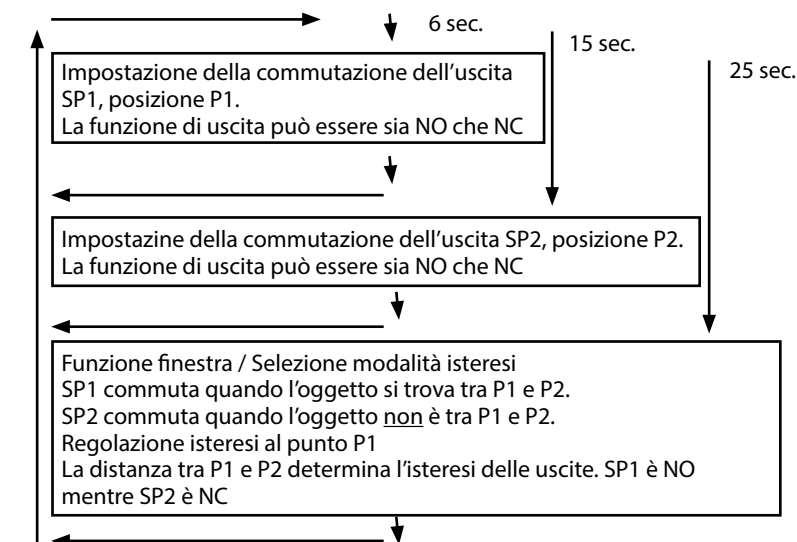 6 sec.
15 sec.
25 sec.
Impostazione della commutazione dell'uscita
SP1, posizione P1.
La funzione di uscita può essere sia NO che NC
Impostazine della commutazione dell'uscita SP2, posizione P2.
La funzione di uscita può essere sia NO che NC
Funzione finestra / Selezione modalità isteresi
SP1 commuta quando l'oggetto si trova tra P1 e P2.
SP2 commuta quando l'oggetto non è tra P1 e P2.
Regolazione isteresi al punto P1
La distanza tra P1 e P2 determina l'isteresi delle uscite. SP1 è NO
mentre SP2 è NC